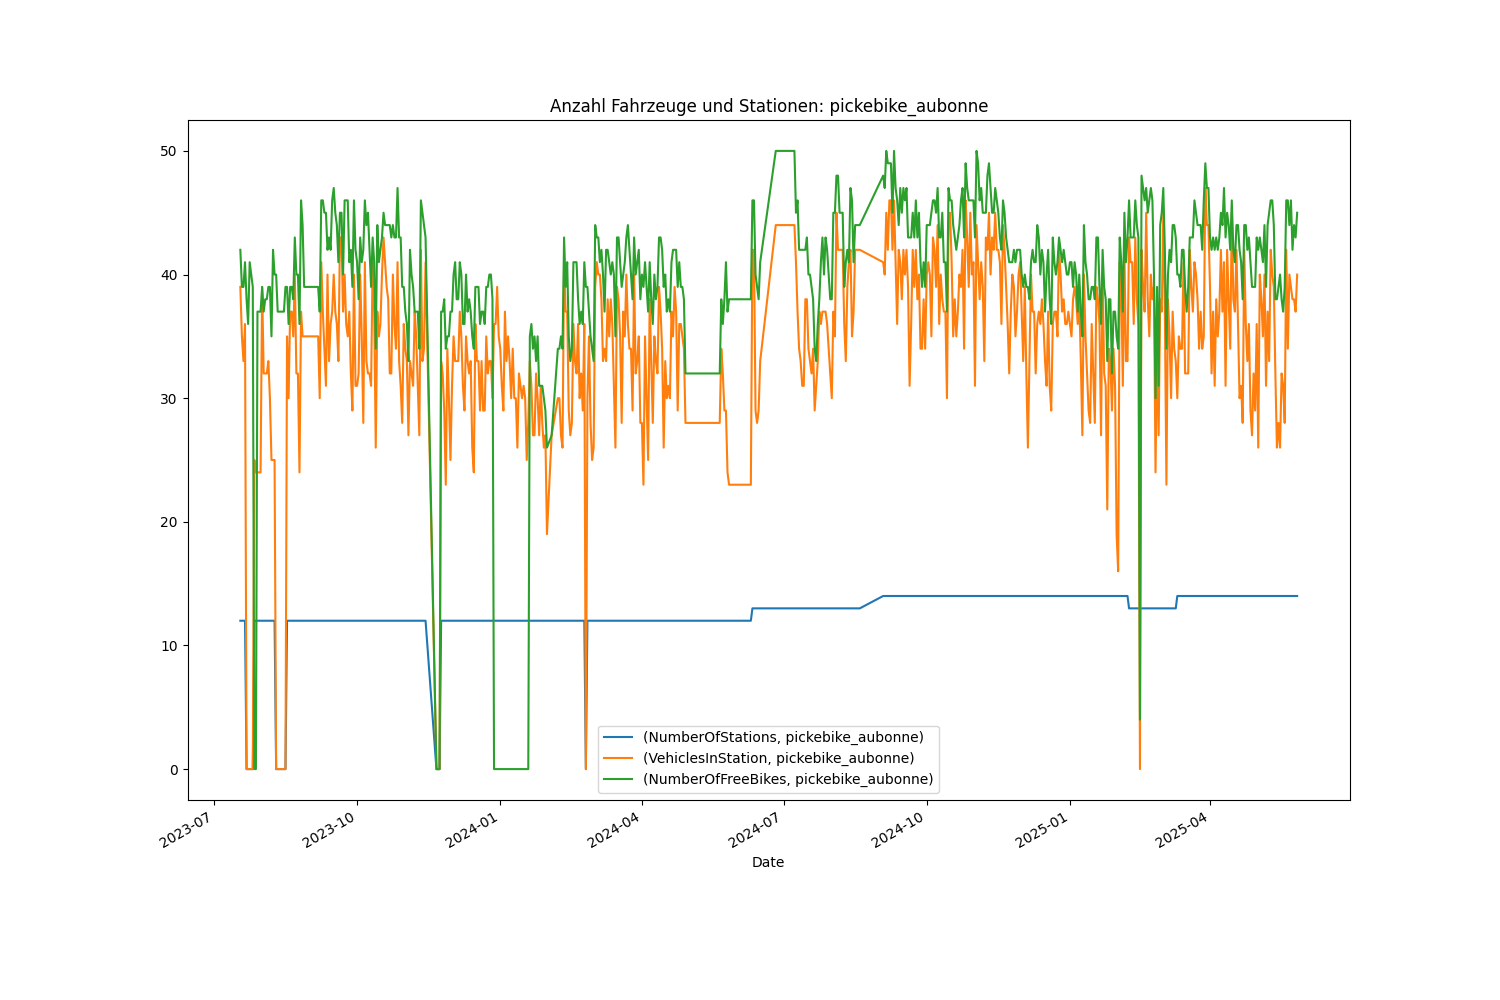 Anzahl Fahrzeuge und Stationen: pickebike_aubonne
50
40
30
20
10
0
(NumberOfStations, pickebike_aubonne)
(VehiclesInStation, pickebike_aubonne)
(NumberOfFreeBikes, pickebike_aubonne)
2023-07
2023-10
2024-01
2024-04
2024-07
2024-10
2025-01
2025-04
Date